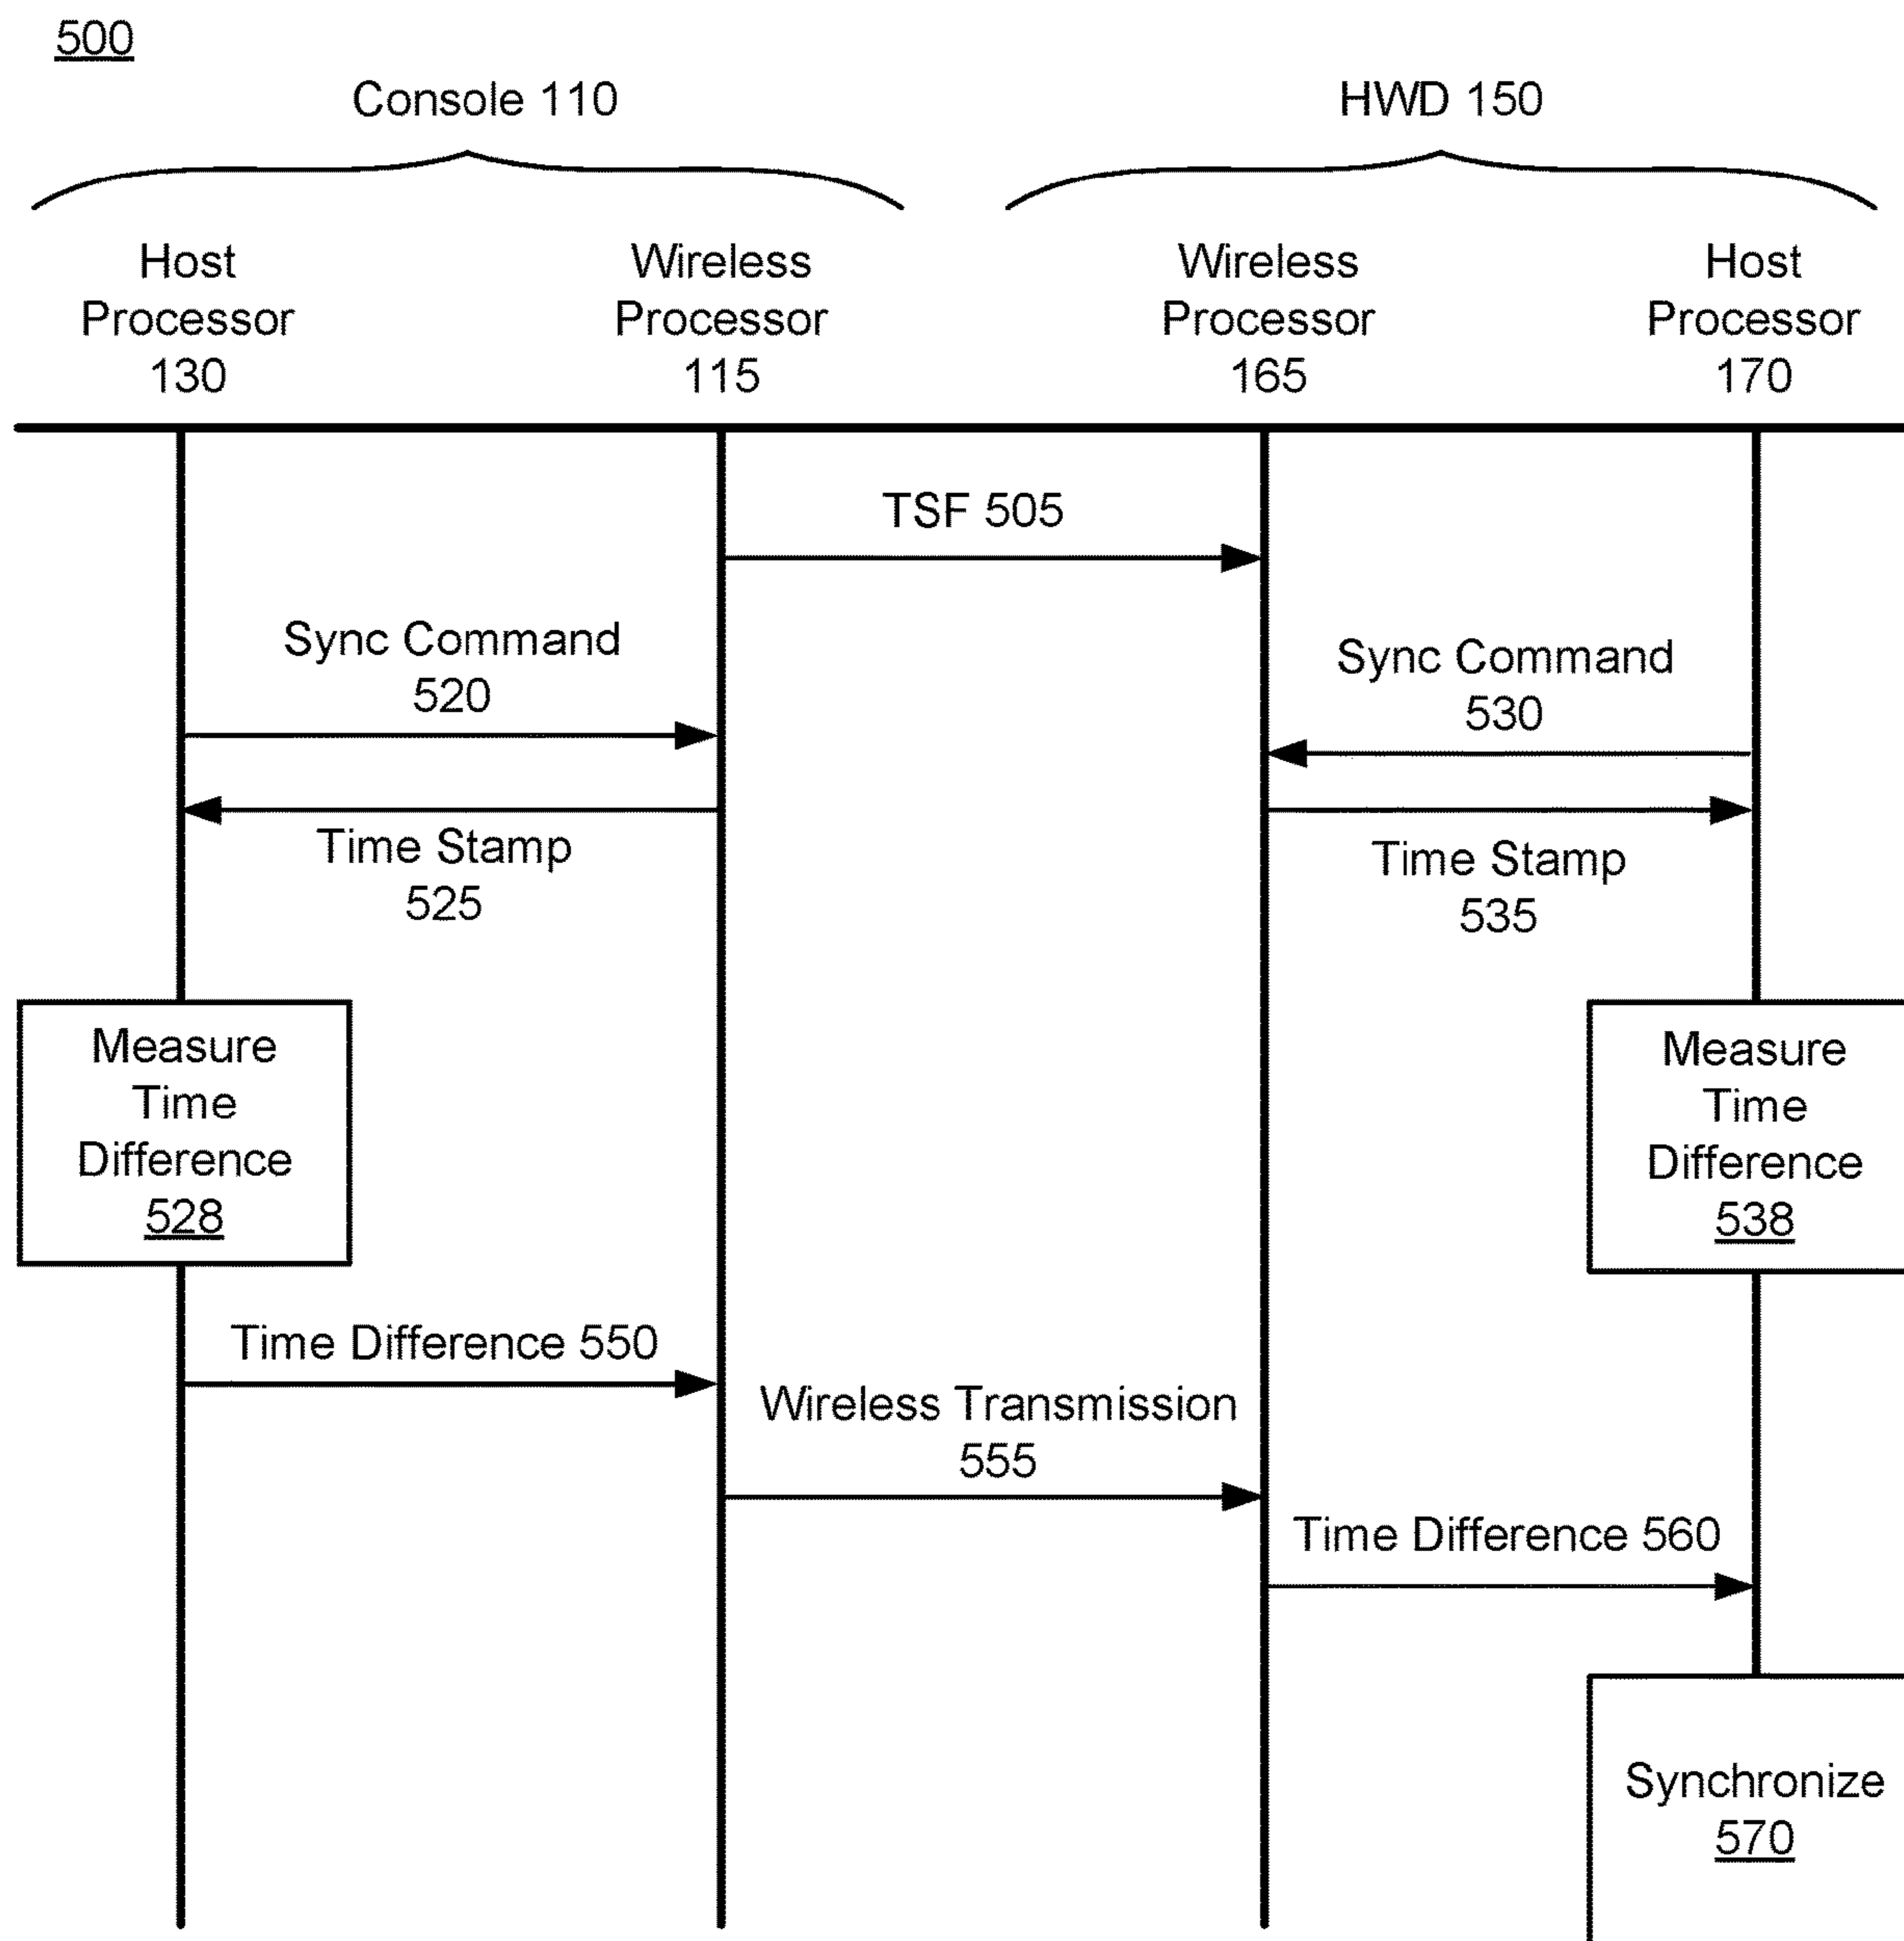 500
Console 110
HWD 150
Host
Processor
130
Wireless
Processor
115
Wireless
Processor
165
Host
Processor
170
TSF 505
Sync Command
520
Sync Command
530
Time Stamp
525
Time Stamp
535
Measure
Time
Difference
528
Measure
Time
Difference
538
Time Difference 550
Wireless Transmission
555
Time Difference 560
Synchronize
570